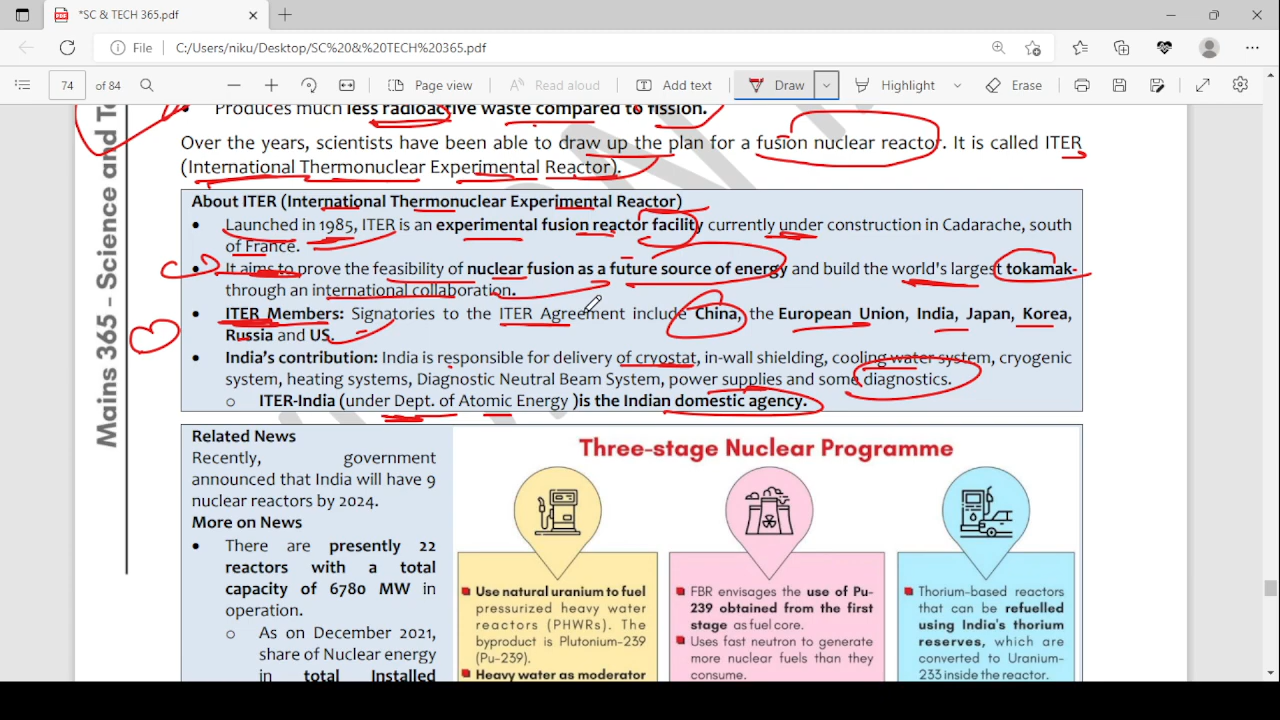 *SC & TECH 365.pdf
File
C:/Users/niku/Desktop/SC%20&%20TECH%20365.pdf
74 of 84
Page view
Read aloud
Add text
Draw
Highlight
Erase
Mains 365 - Science and Te
Produces much less radioactive waste compared to fission.
Over the years, scientists have been able to draw up the plan for a fusion nuclear reactor. It is called ITER
(International Thermonuclear Experimental Reactor).
About ITER (International Thermonuclear Experimental Reactor)
• Launched in 1985, ITER is an experimental fusion reactor facility currently under construction in Cadarache, south
of France.
• It aims to prove the feasibility of nuclear fusion as a future source of energy and build the world's largest tokamak-
through an international collaboration.
• ITER Members: Signatories to the ITER Agreement include China, the European Union, India, Japan, Korea,
Russia and US.
• India's contribution: India is responsible for delivery of cryostat, in-wall shielding, cooling water system, cryogenic
system, heating systems, Diagnostic Neutral Beam System, power supplies and some diagnostics.
o ITER-India (under Dept. of Atomic Energy )is the Indian domestic agency.
Related News
Recently, government
announced that India will have 9
nuclear reactors by 2024.
More on News
• There are presently 22
reactors with a total
capacity of 6780 MW in
operation.
o As on December 2021,
share of Nuclear energy
in total Installed
Three-stage Nuclear Programme
Use natural uranium to fuel
pressurized heavy water
reactors (PHWRs). The
byproduct is Plutonium-239
(Pu-239).
Heavy water as moderator
FBR envisages the use of Pu-
239 obtained from the first
stage as fuel core.
Uses fast neutron to generate
more nuclear fuels than they
consume.
Thorium-based reactors
that can be refuelled
using India's thorium
reserves, which are
converted to Uranium-
233 inside the reactor.